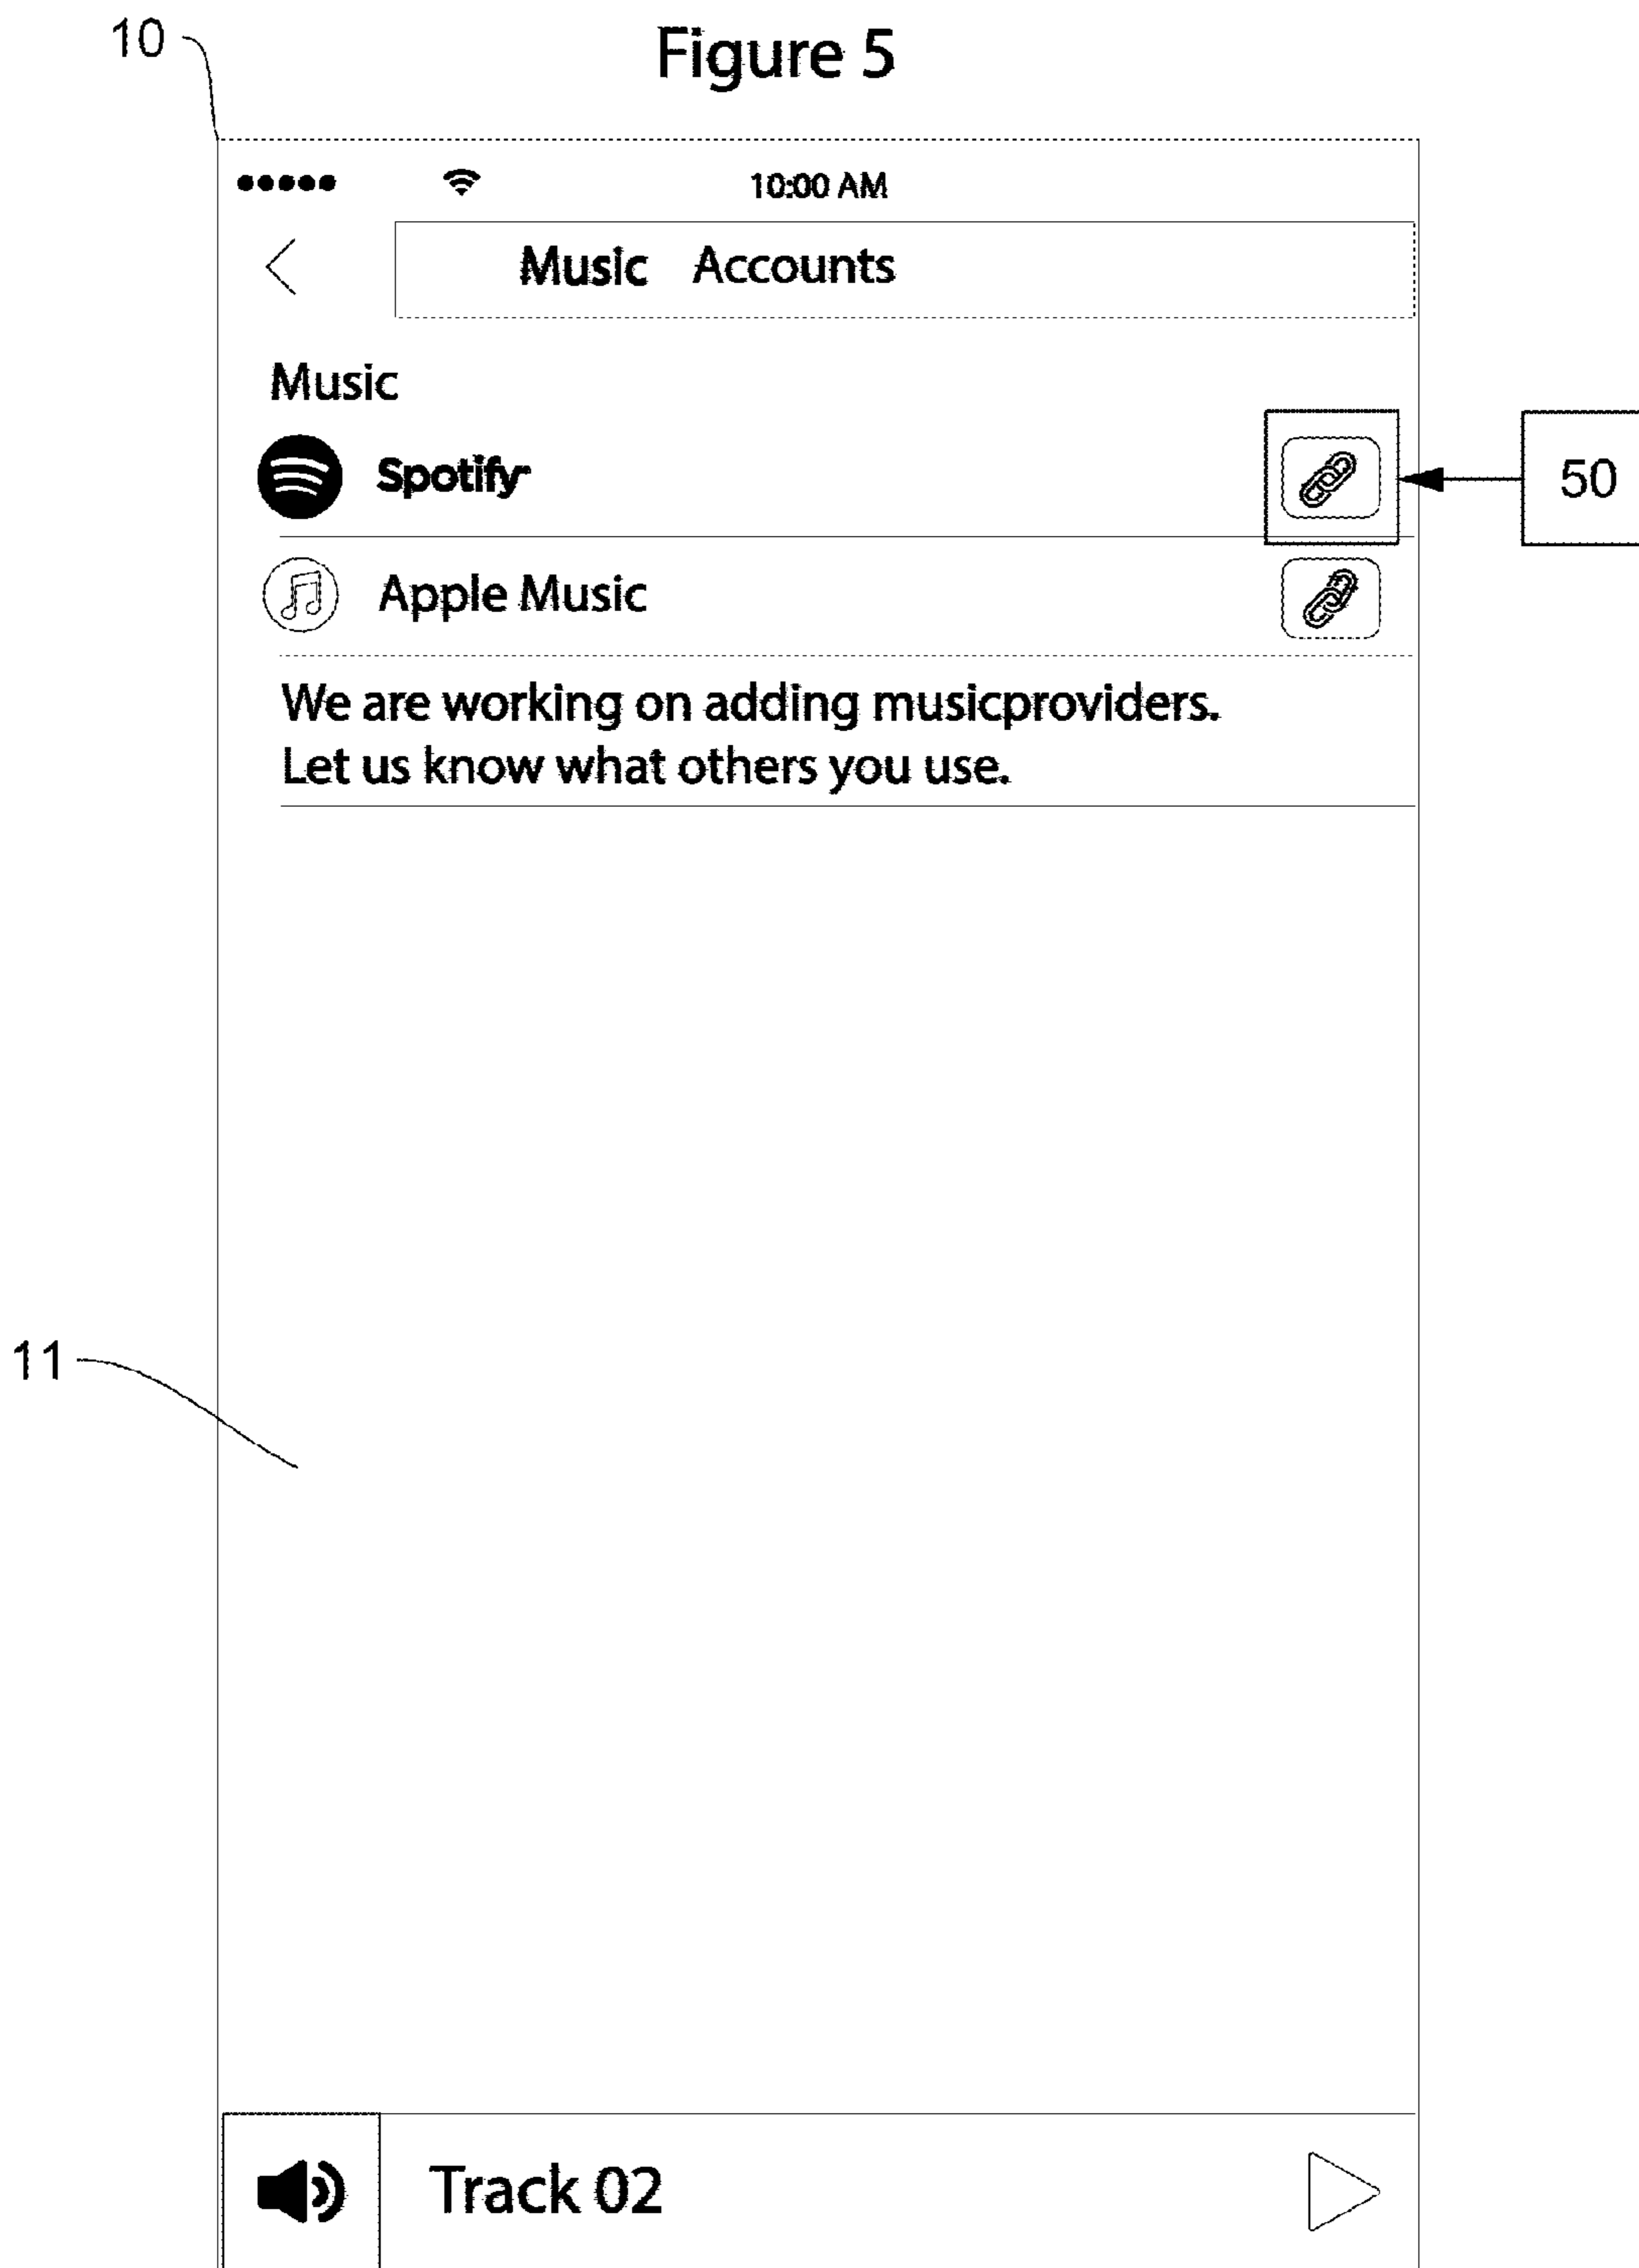 10
Figure 5
10:00 AM
Music Accounts
Music
Spotify
50
Apple Music
We are working on adding musicproviders.
Let us know what others you use.
11
Track 02